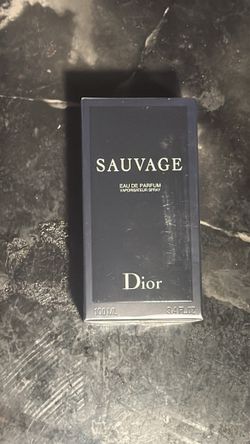 SAUVAGE
EAU DE PARFUM
VAPORISATEUR SPRAY
Dior
100 ML 3.4 FL.OZ